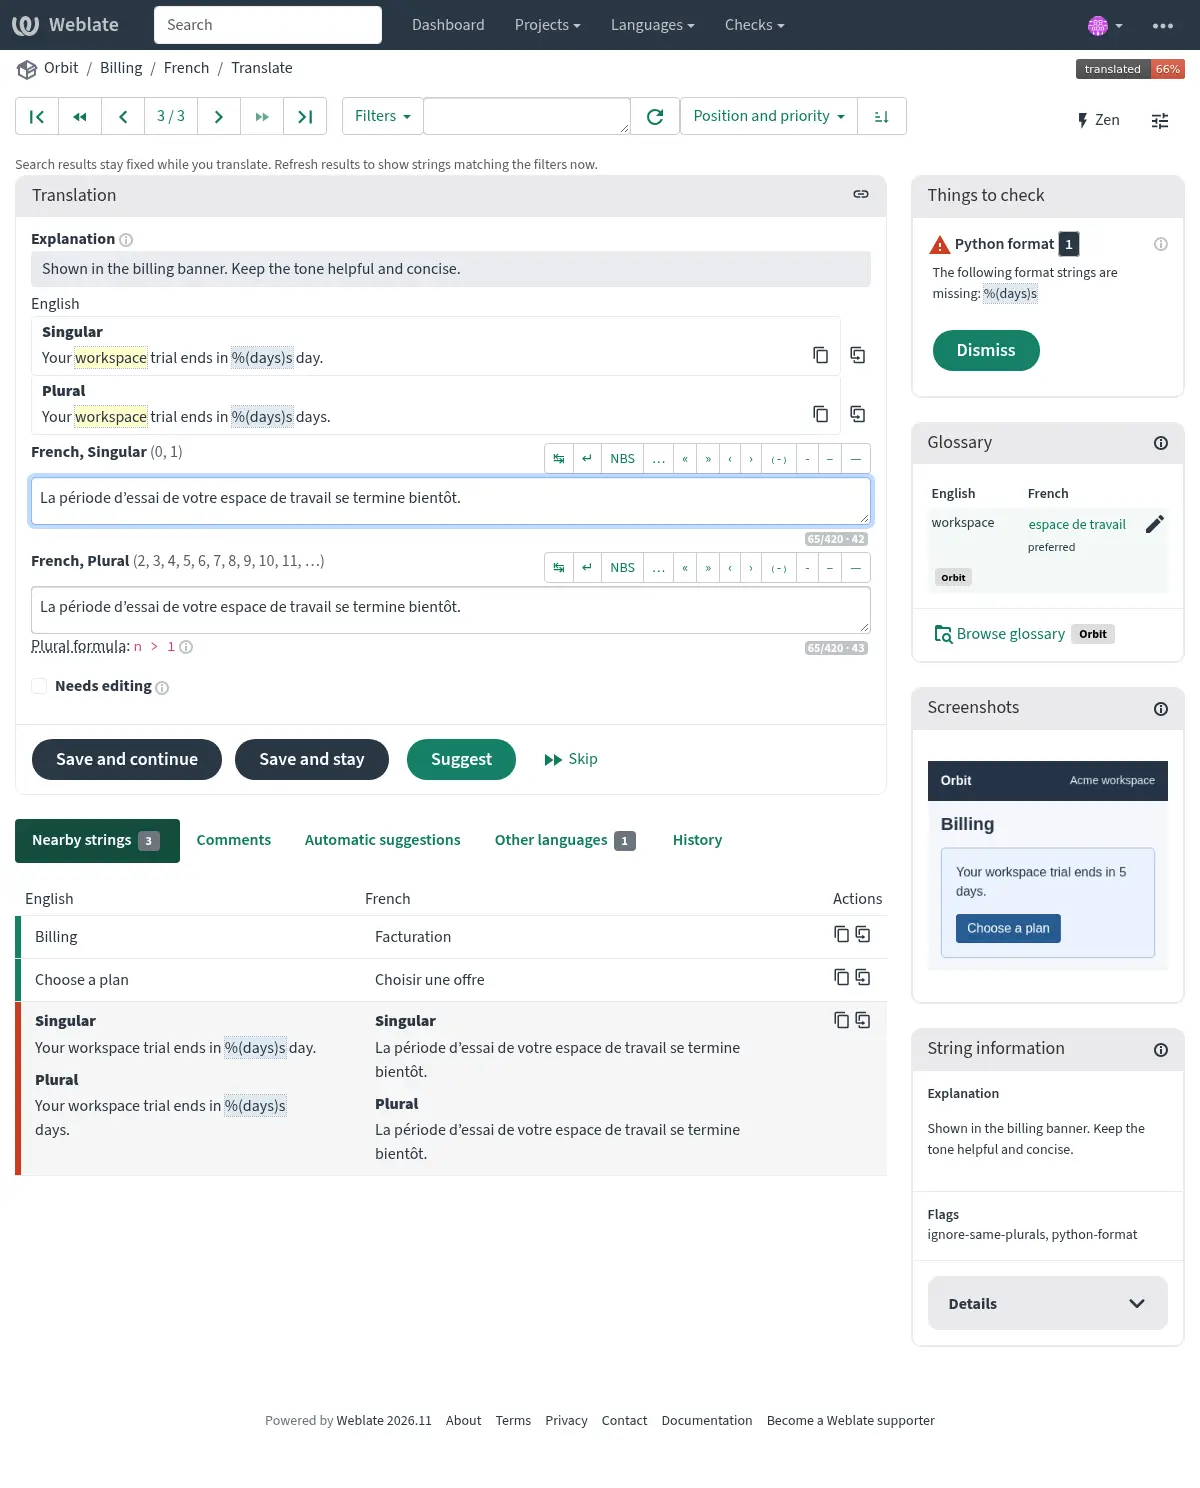 Weblate
Search
Dashboard
Projects
Languages
Checks
Orbit / Billing / French / Translate
translated 66%
3 / 3
Filters
Position and priority
Zen
Search results stay fixed while you translate. Refresh results to show strings matching the filters now.
Translation
Explanation
Shown in the billing banner. Keep the tone helpful and concise.
English
Singular
Your workspace trial ends in %(days)s day.
Plural
Your workspace trial ends in %(days)s days.
French, Singular (0, 1)
↹ ↵ NBS … « » ‹ › (-) - – —
La période d’essai de votre espace de travail se termine bientôt.
65/420 · 42
French, Plural (2, 3, 4, 5, 6, 7, 8, 9, 10, 11, …)
↹ ↵ NBS … « » ‹ › (-) - – —
La période d’essai de votre espace de travail se termine bientôt.
Plural formula: n > 1
65/420 · 43
Needs editing
Save and continue
Save and stay
Suggest
Skip
Nearby strings 3
Comments
Automatic suggestions
Other languages 1
History
English French Actions
Billing Facturation
Choose a plan Choisir une offre
Singular
Your workspace trial ends in %(days)s day.
Plural
Your workspace trial ends in %(days)s
days.
Singular
La période d’essai de votre espace de travail se termine
bientôt.
Plural
La période d’essai de votre espace de travail se termine
bientôt.
Things to check
Python format 1
The following format strings are
missing: %(days)s
Dismiss
Glossary
English French
workspace espace de travail
preferred
Orbit
Browse glossary Orbit
Screenshots
Orbit Acme workspace
Billing
Your workspace trial ends in 5
days.
Choose a plan
String information
Explanation
Shown in the billing banner. Keep the
tone helpful and concise.
Flags
ignore-same-plurals, python-format
Details
Powered by Weblate 2026.11 About Terms Privacy Contact Documentation Become a Weblate supporter